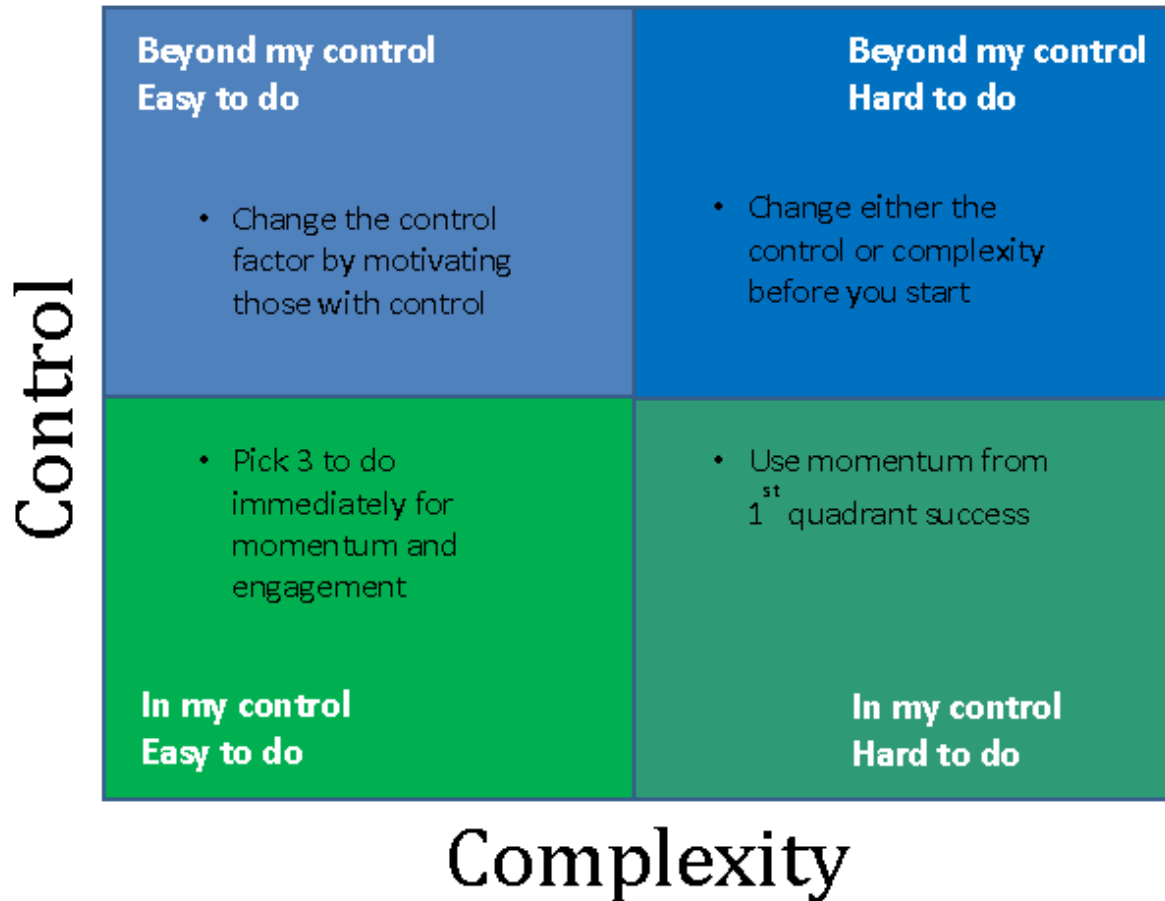 Control
Beyond my control
Easy to do
• Change the control
factor by motivating
those with control
Beyond my control
Hard to do
• Change either the
control or complexity
before you start
• Pick 3 to do
immediately for
momentum and
engagement
In my control
Easy to do
• Use momentum from
1st quadrant success
In my control
Hard to do
Complexity